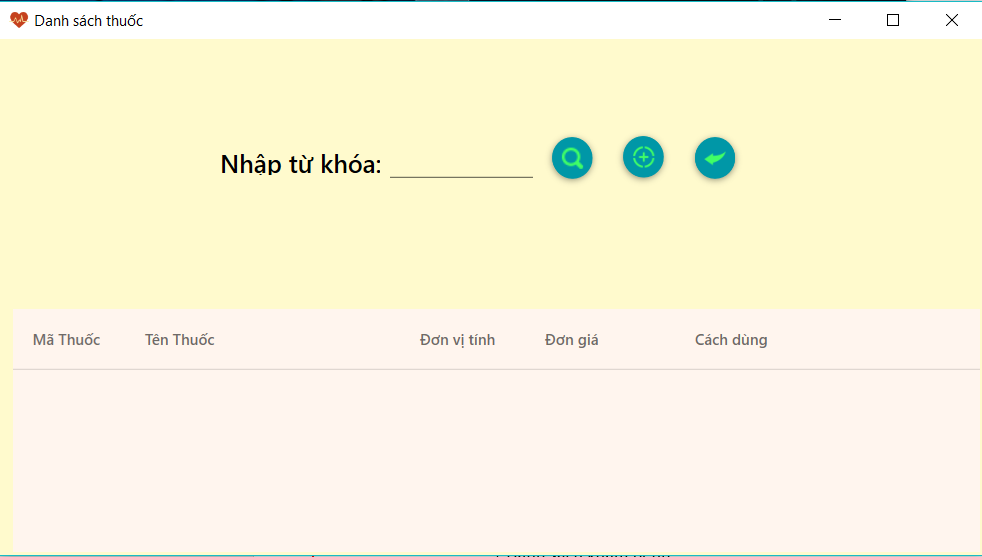 Danh sách thuốc
Nhập từ khóa:
Mã Thuốc Tên Thuốc Đơn vị tính Đơn giá Cách dùng